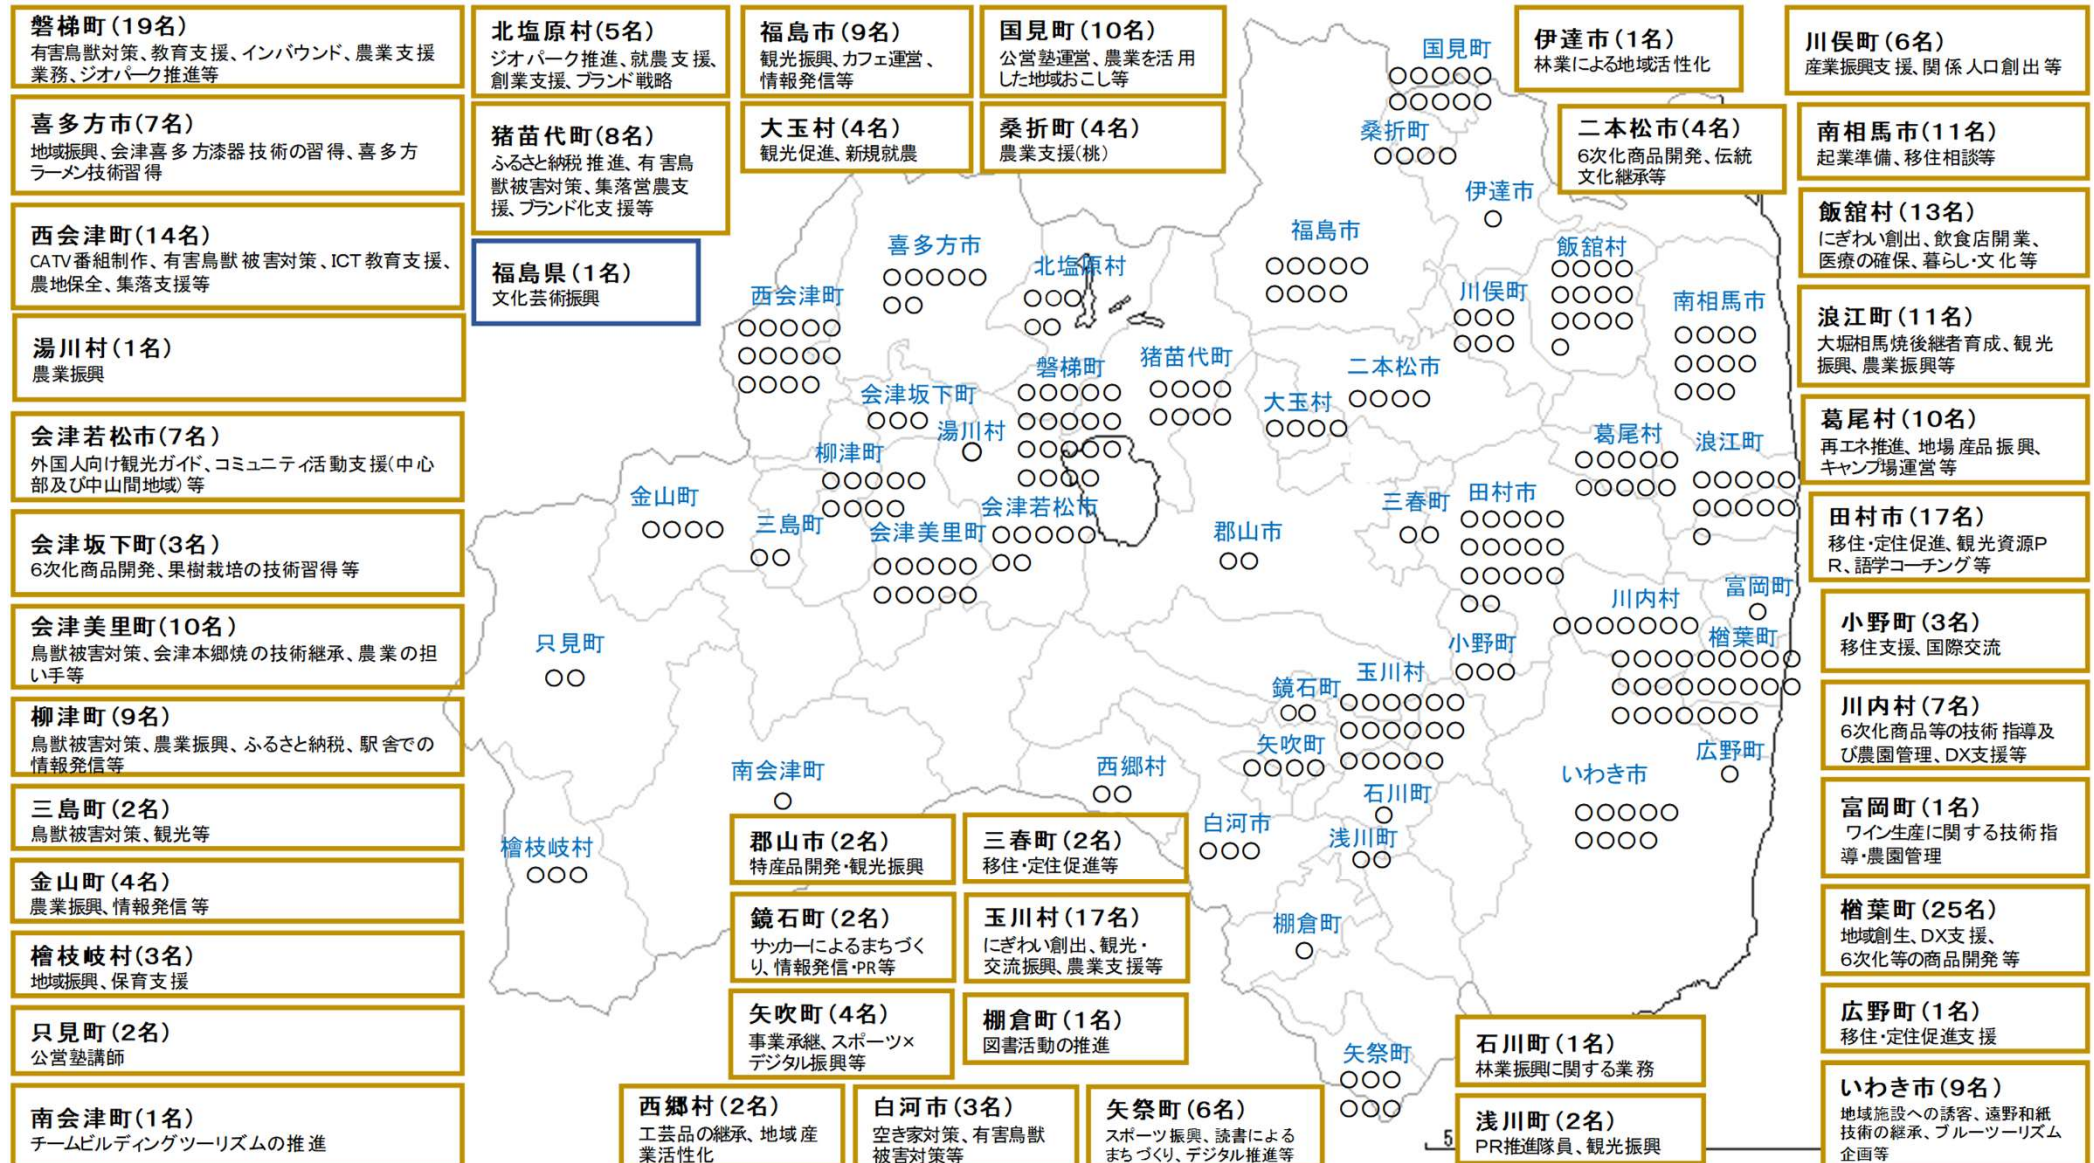 磐梯町(19名)
有害鳥獣対策、教育支援、インバウンド、農業支援
業務、ジオパーク推進等
喜多方市(7名)
地域振興、会津喜多方漆器技術の習得、喜多方
ラーメン技術習得
西会津町(14名)
CATV番組制作、有害鳥獣被害対策、ICT教育支援、
農地保全、集落支援等
湯川村(1名)
農業振興
会津若松市(7名)
外国人向け観光ガイド、コミュニティ活動支援(中心
部及び中山間地域)等
会津坂下町(3名)
6次化商品開発、果樹栽培の技術習得等
会津美里町(10名)
鳥獣被害対策、会津本郷焼の技術継承、農業の担
い手等
柳津町(9名)
鳥獣被害対策、農業振興、ふるさと納税、駅舎での
情報発信等
三島町(2名)
鳥獣被害対策、観光等
金山町(4名)
農業振興、情報発信等
檜枝岐村(3名)
地域振興、保育支援
只見町(2名)
公営塾講師
南会津町(1名)
チームビルディングツーリズムの推進
北塩原村(5名)
ジオパーク推進、就農支援、
創業支援、ブランド戦略
猪苗代町(8名)
ふるさと納税推進、有害鳥
獣被害対策、集落営農支
援、ブランド化支援等
福島県(1名)
文化芸術振興
福島市(9名)
観光振興、カフェ運営、
情報発信等
大玉村(4名)
観光促進、新規就農
国見町(10名)
公営塾運営、農業を活用
した地域おこし等
桑折町(4名)
農業支援(桃)
伊達市(1名)
林業による地域活性化
二本松市(4名)
6次化商品開発、伝統
文化継承等
川俣町(6名)
産業振興支援、関係人口創出等
南相馬市(11名)
起業準備、移住相談等
飯舘村(13名)
にぎわい創出、飲食店開業、
医療の確保、暮らし・文化等
浪江町(11名)
大堀相馬焼後継者育成、観光
振興、農業振興等
葛尾村(10名)
再エネ推進、地場産品振興、
キャンプ場運営等
田村市(17名)
移住・定住促進、観光資源P
R、語学コーチング等
小野町(3名)
移住支援、国際交流
川内村(7名)
6次化商品等の技術指導及
び農園管理、DX支援等
富岡町(1名)
ワイン生産に関する技術指
導・農園管理
楢葉町(25名)
地域創生、DX支援、
6次化等の商品開発等
広野町(1名)
移住・定住促進支援
いわき市(9名)
地域施設への誘客、遠野和紙
技術の継承、ブルーツーリズム
企画等
郡山市(2名)
特産品開発・観光振興
三春町(2名)
移住・定住促進等
鏡石町(2名)
サッカーによるまちづく
り、情報発信・PR等
玉川村(17名)
にぎわい創出、観光・
交流振興、農業支援等
矢吹町(4名)
事業承継、スポーツ×
デジタル振興等
棚倉町(1名)
図書活動の推進
西郷村(2名)
工芸品の継承、地域産
業活性化
白河市(3名)
空き家対策、有害鳥獣
被害対策等
矢祭町(6名)
スポーツ振興、読書による
まちづくり、デジタル推進等
石川町(1名)
林業振興に関する業務
浅川町(2名)
PR推進隊員、観光振興
国見町
桑折町
伊達市
福島市
飯舘村
喜多方市
北塩原村
西会津町
川俣町
南相馬市
磐梯町
猪苗代町
二本松市
会津坂下町
大玉村
湯川村
葛尾村
浪江町
柳津町
金山町
三島町
会津若松市
会津美里町
三春町
田村市
郡山市
富岡町
川内村
楢葉町
只見町
小野町
玉川村
鏡石町
矢吹町
広野町
南会津町
西郷村
いわき市
石川町
白河市
浅川町
檜枝岐村
棚倉町
矢祭町
5